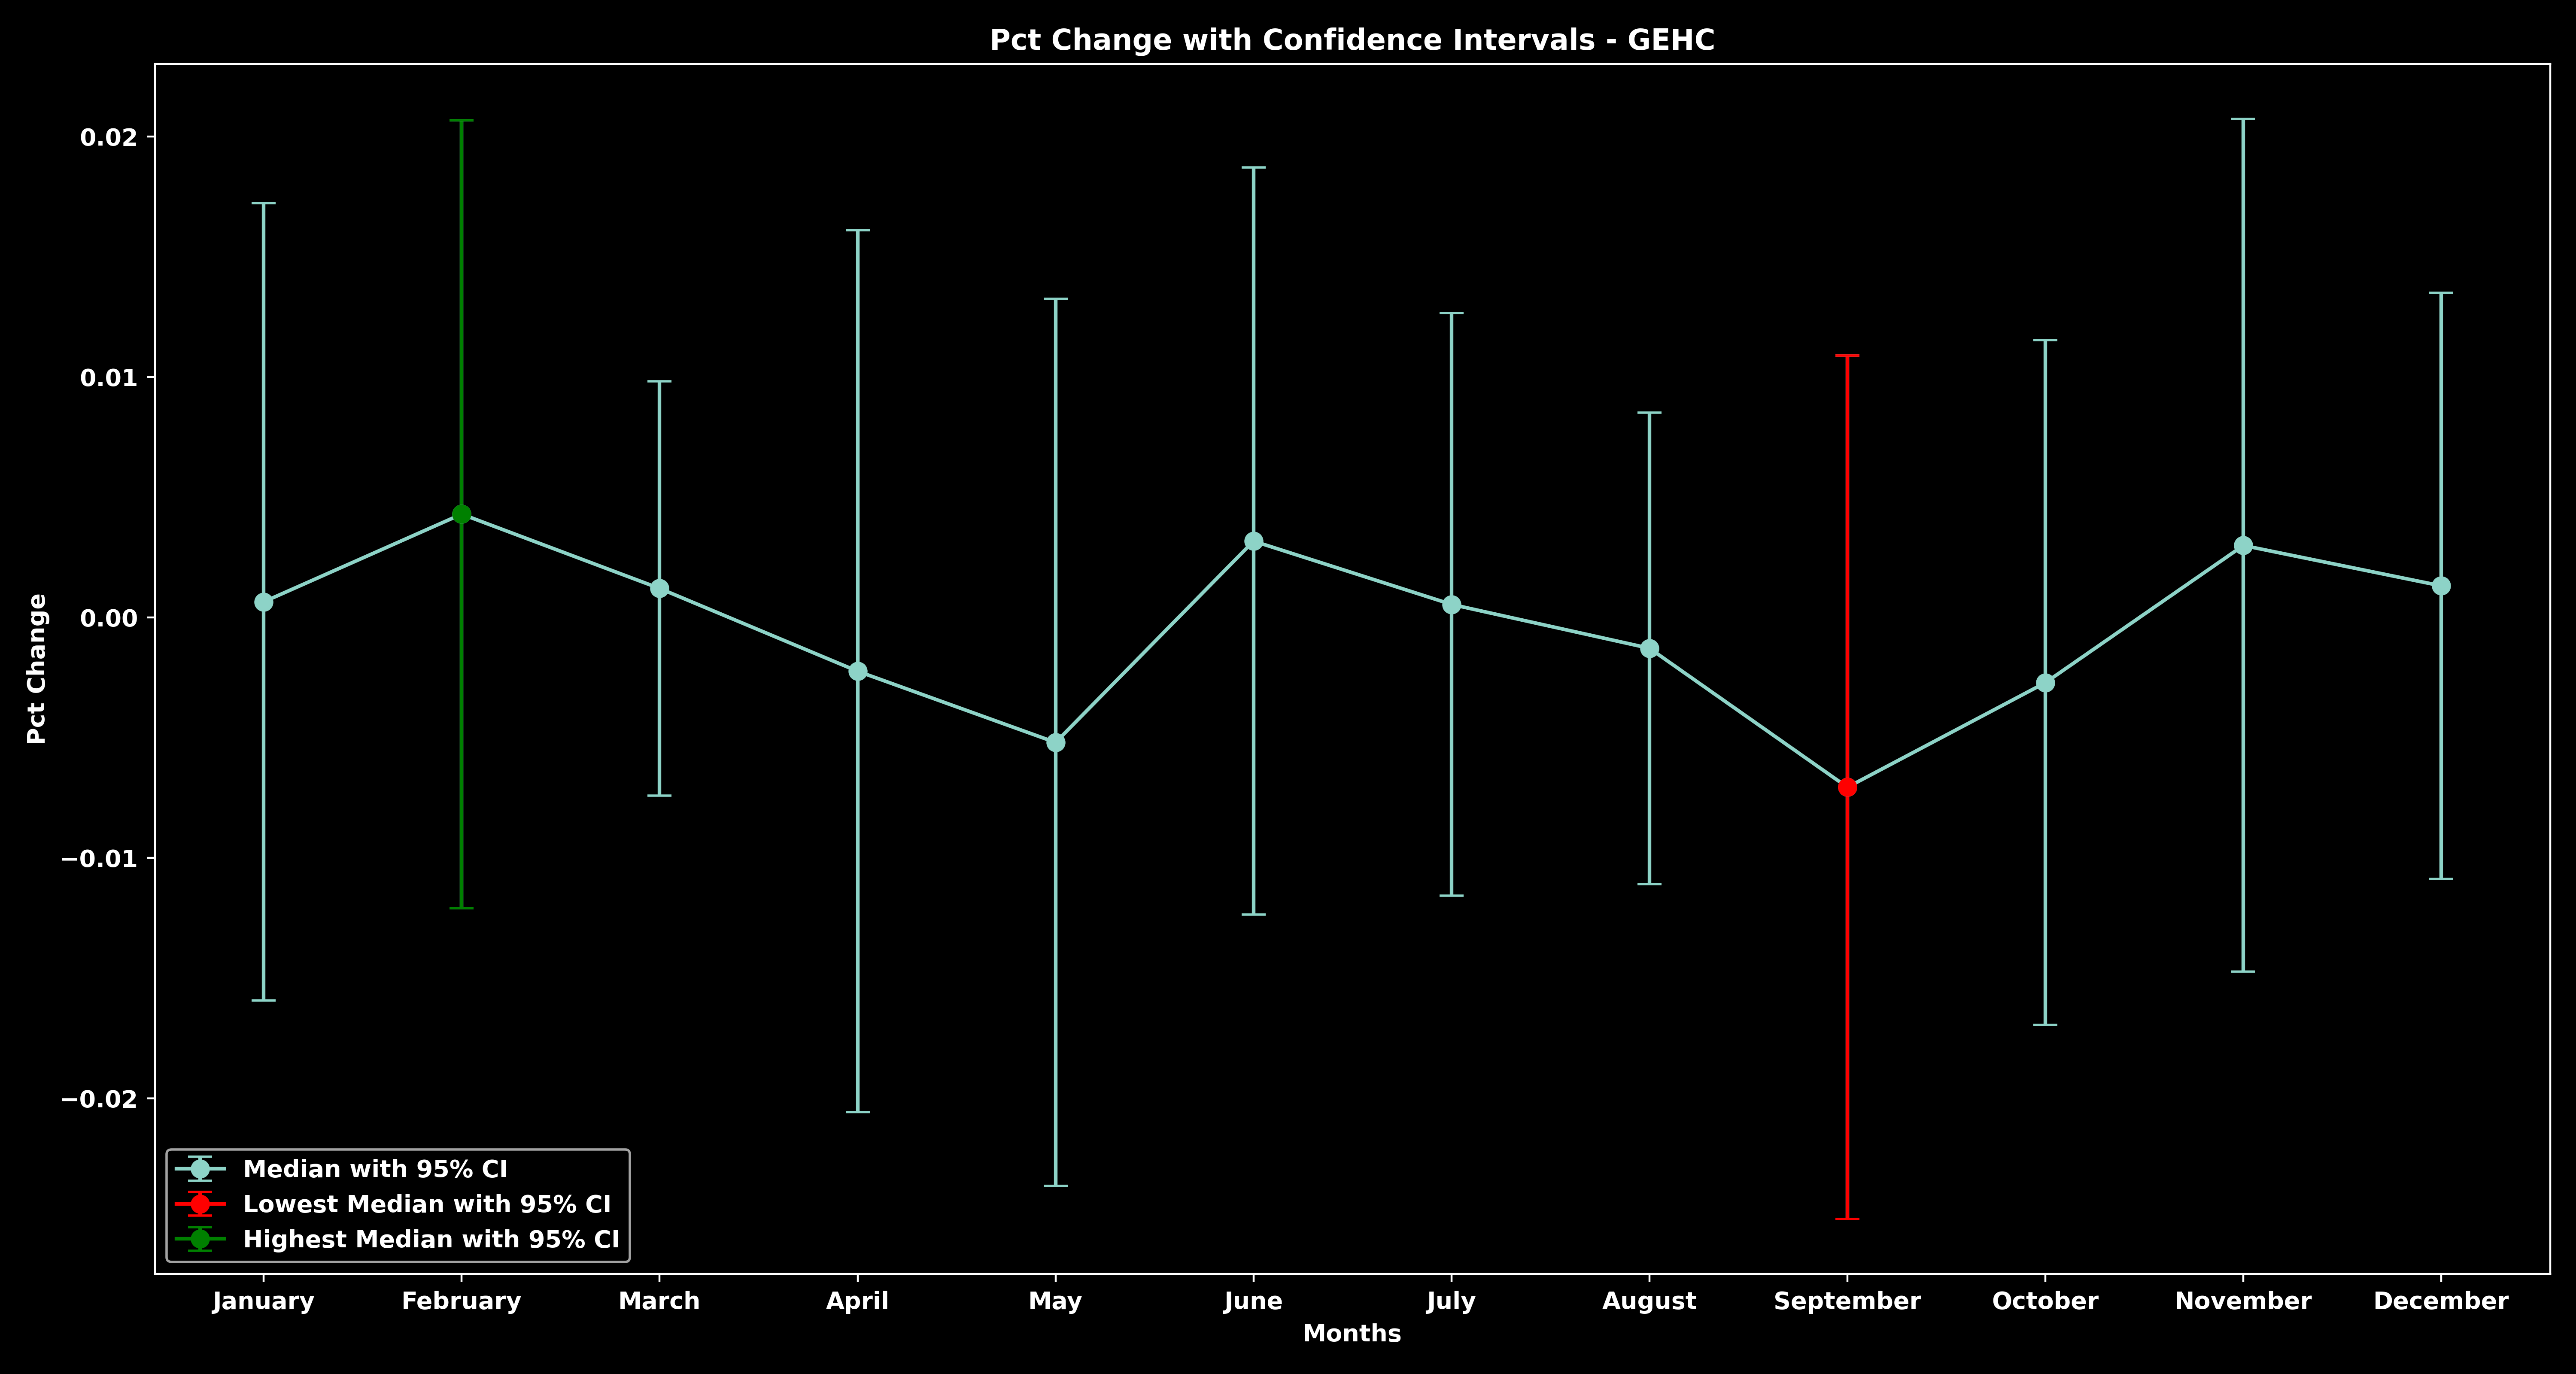 Pct Change with Confidence Intervals - GEHC
Pct Change
0.02
0.01
0.00
−0.01
−0.02
Median with 95% CI
Lowest Median with 95% CI
Highest Median with 95% CI
January February March April May June July August September October November December
Months